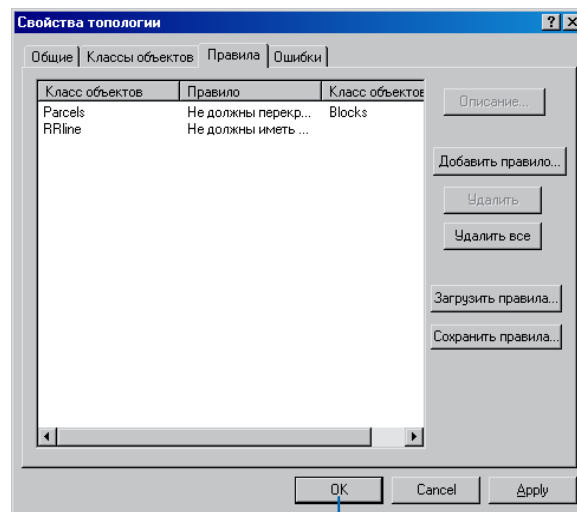 Свойства топологии
Общие Классы объектов Правила Ошибки
Класс объектов Правило Класс объектов
Parcels Не должны перекр... Blocks
RRline Не должны иметь ...
Описание...
Добавить правило...
Удалить
Удалить все
Загрузить правила...
Сохранить правила...
OK Cancel Apply